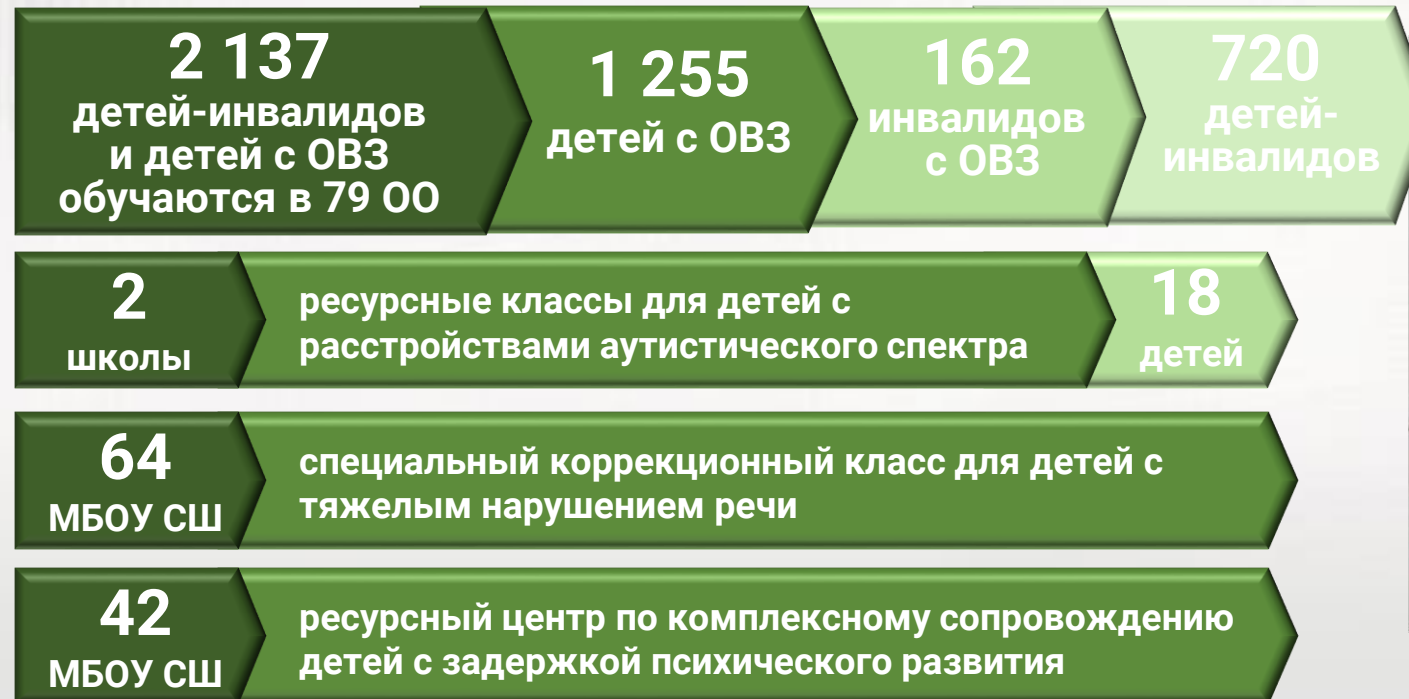 2 137
детей-инвалидов
и детей с ОВЗ
обучаются в 79 ОО
1 255
детей с ОВЗ
162
инвалидов
с ОВЗ
720
детей-
инвалидов
2
школы
ресурсные классы для детей с
расстройствами аутистического спектра
18
детей
64
МБОУ СШ
специальный коррекционный класс для детей с
тяжелым нарушением речи
42
МБОУ СШ
ресурсный центр по комплексному сопровождению
детей с задержкой психического развития